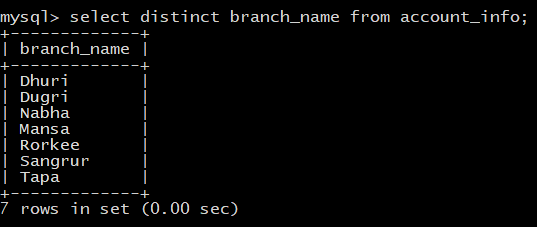 mysql> select distinct branch_name from account_info;
+-------------+
| branch_name |
+-------------+
| Dhuri       |
| Dugri       |
| Nabha       |
| Mansa       |
| Rorkee      |
| Sangrur     |
| Tapa        |
+-------------+
7 rows in set (0.00 sec)